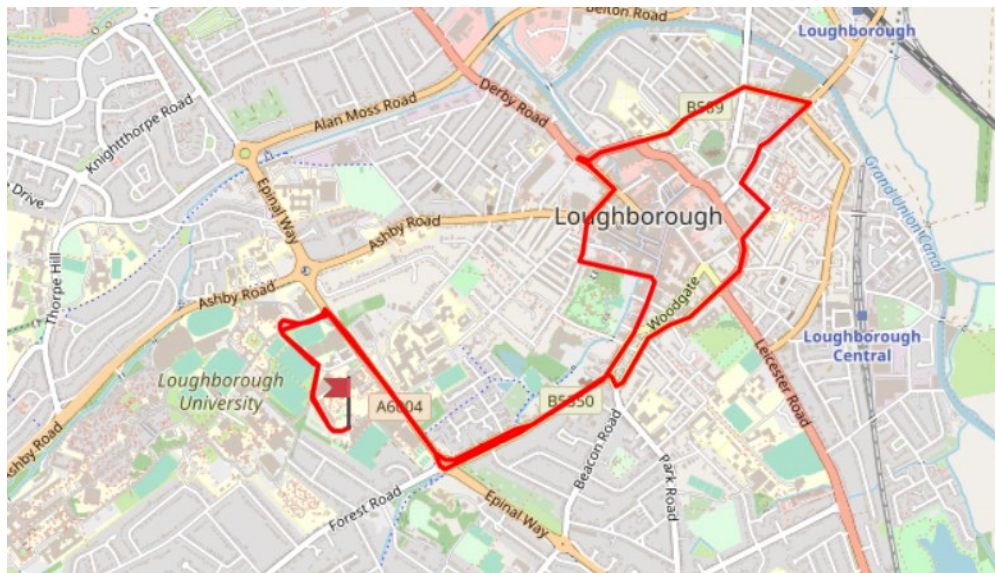 Belton Road
Loughborough
Derby Road
Knightthorpe Road
Alan Moss Road
B589
Drive
Grand Union Canal
Epinal Way
Ashby Road
Loughborough
Thorpe Hill
Ashby Road
Woodgate
Loughborough
Central
Leicester Road
Loughborough
University
A6004
B5350
Beacon Road
Ashby Road
Park Road
Forest Road
Epinal Way